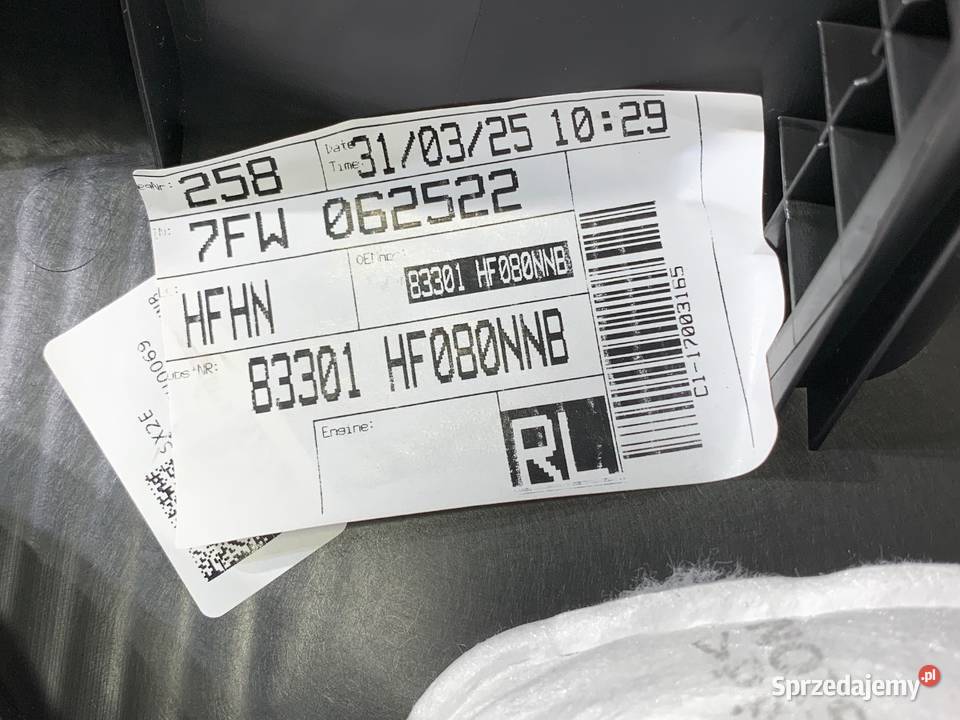 258
Date
Time:
31/03/25 10:29
7FW 062522
HFHN
83301 HF080NNB
83301 HF080NNB
Engine:
RL
C1-17003165
SX2E
Sprzedajemy.pl